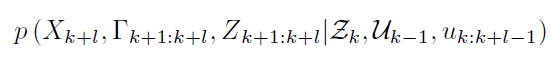 p (X_{k+l}, Γ_{k+1:k+l}, Z_{k+1:k+l} | 𝒵_k, 𝒰_{k−1}, u_{k:k+l−1})